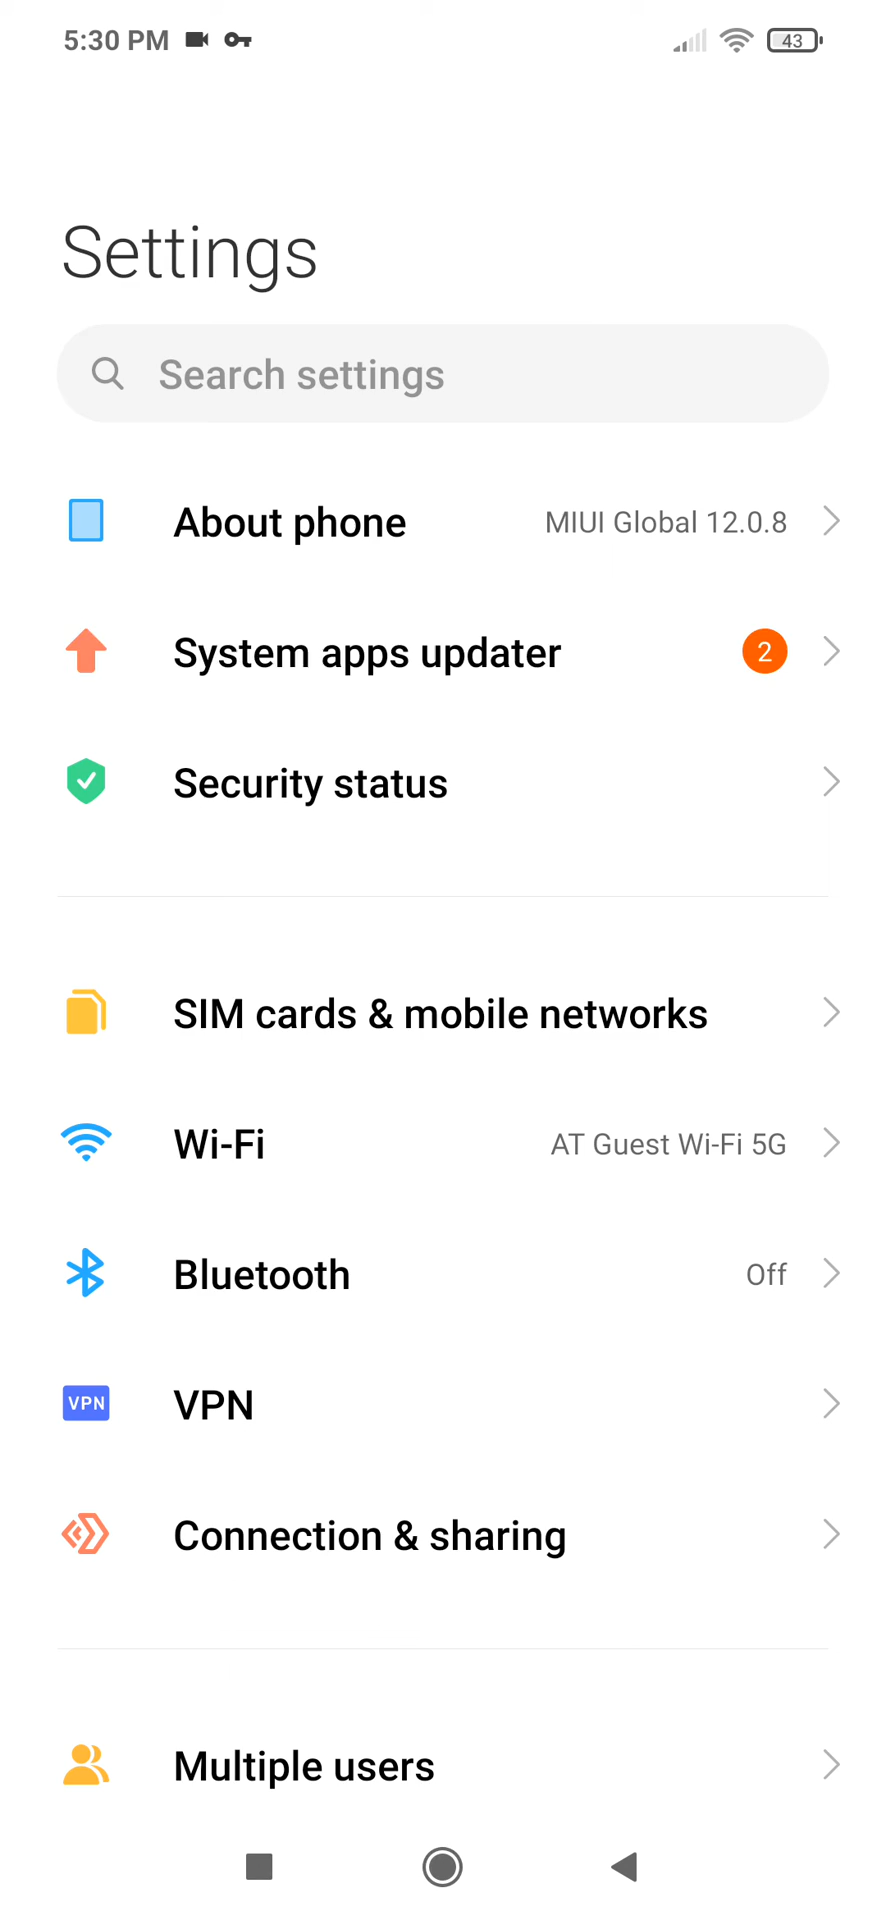 5:30 PM 43
Settings
Search settings
About phone MIUI Global 12.0.8
System apps updater 2
Security status
SIM cards & mobile networks
Wi-Fi AT Guest Wi-Fi 5G
Bluetooth Off
VPN VPN
Connection & sharing
Multiple users